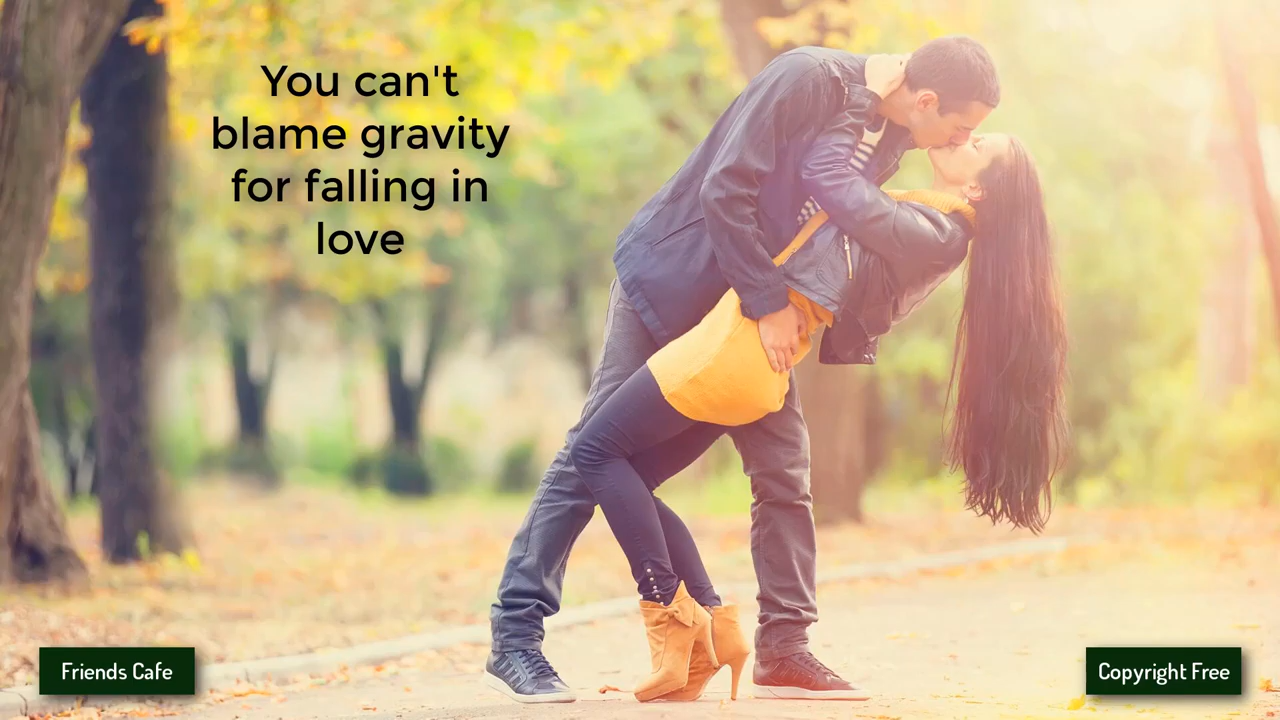 You can't
blame gravity
for falling in
love
Friends Cafe
Copyright Free